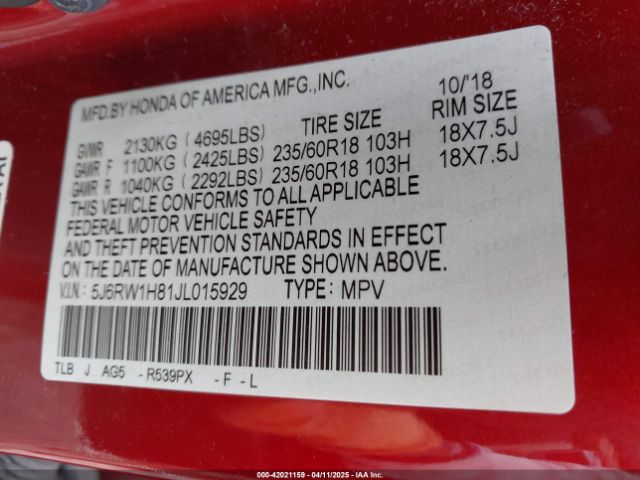 MFD.BY HONDA OF AMERICA MFG.,INC. 10/'18
TIRE SIZE RIM SIZE
GVWR 2130KG (4695LBS)
GAWR F 1100KG (2425LBS) 235/60R18 103H 18X7.5J
GAWR R 1040KG (2292LBS) 235/60R18 103H 18X7.5J
THIS VEHICLE CONFORMS TO ALL APPLICABLE
FEDERAL MOTOR VEHICLE SAFETY
AND THEFT PREVENTION STANDARDS IN EFFECT
ON THE DATE OF MANUFACTURE SHOWN ABOVE.
V.I.N.: 5J6RW1H81JL015929 TYPE: MPV
TLB J AG5 - R539PX - F - L
000-42021159 | 04/11/2025 | IAAI.COM